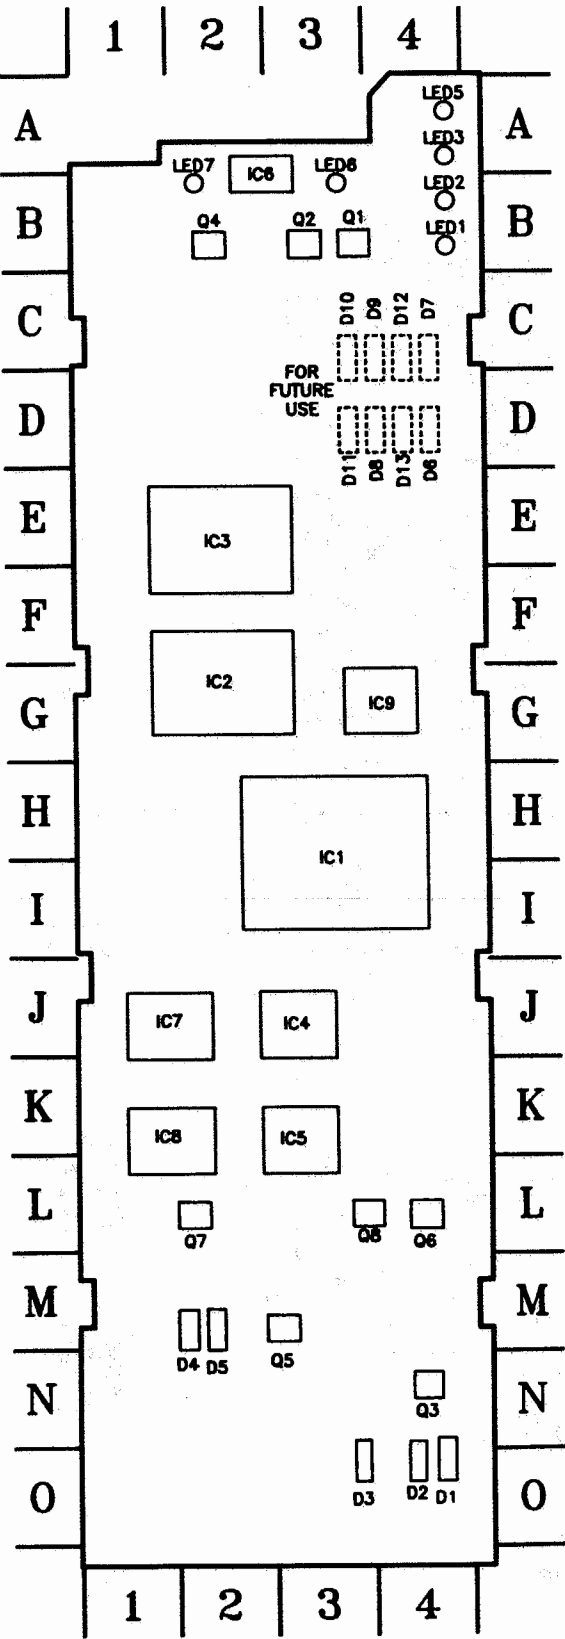 1 2 3 4
LED5
A A
LED3
LED7 IC6 LED6
LED2
B Q4 Q2 Q1 LED1 B
D10 D9 D12 D7
C C
FOR
FUTURE
USE
D D
D11 D8 D13 D6
E IC3 E
F F
IC2
G IC9 G
H H
IC1
I I
J IC7 IC4 J
K K
IC8 IC5
L L
Q7 Q8 Q6
M M
D4 D5 Q5
N Q3 N
D3 D2 D1
O O
1 2 3 4